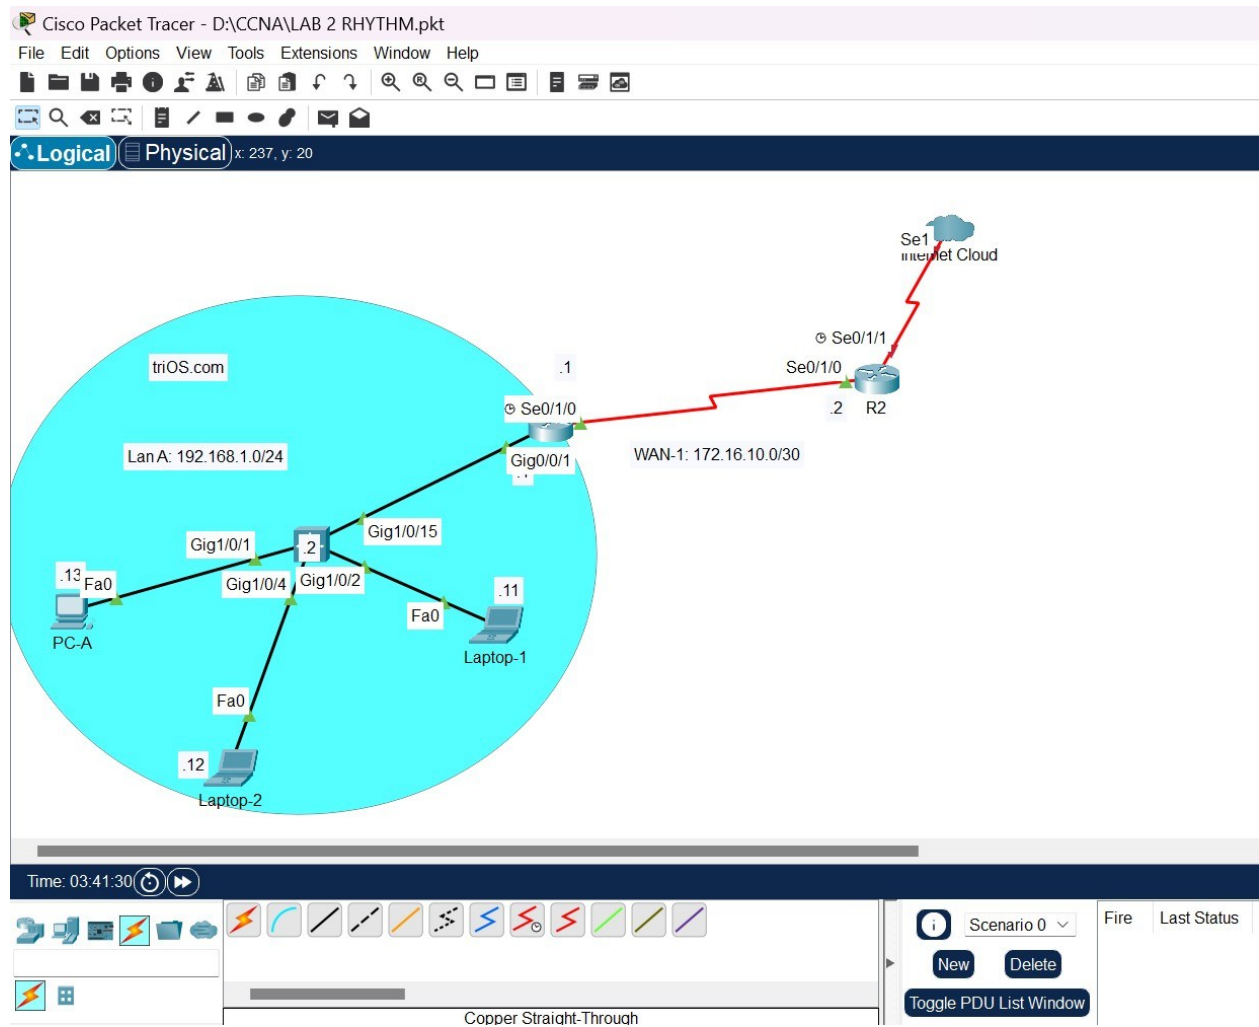 Cisco Packet Tracer - D:\CCNA\LAB 2 RHYTHM.pkt
File Edit Options View Tools Extensions Window Help
Logical Physical x: 237, y: 20
Se1
Internet Cloud
Se0/1/1
Se0/1/0
.2 R2
triOS.com
.1
Se0/1/0
Lan A: 192.168.1.0/24
Gig0/0/1
WAN-1: 172.16.10.0/30
Gig1/0/15
Gig1/0/1
.2
Gig1/0/4
Gig1/0/2
.13
Fa0
PC-A
.11
Fa0
Laptop-1
Fa0
.12
Laptop-2
Time: 03:41:30
Scenario 0
Fire Last Status
New Delete
Toggle PDU List Window
Copper Straight-Through